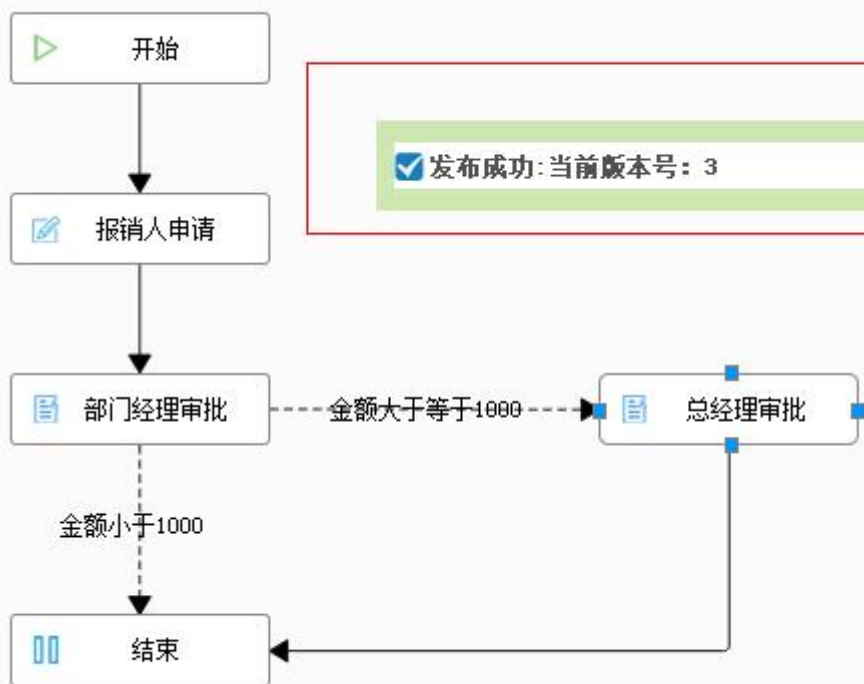 开始
发布成功:当前版本号：3
报销人申请
部门经理审批
金额大于等于1000
总经理审批
金额小于1000
结束